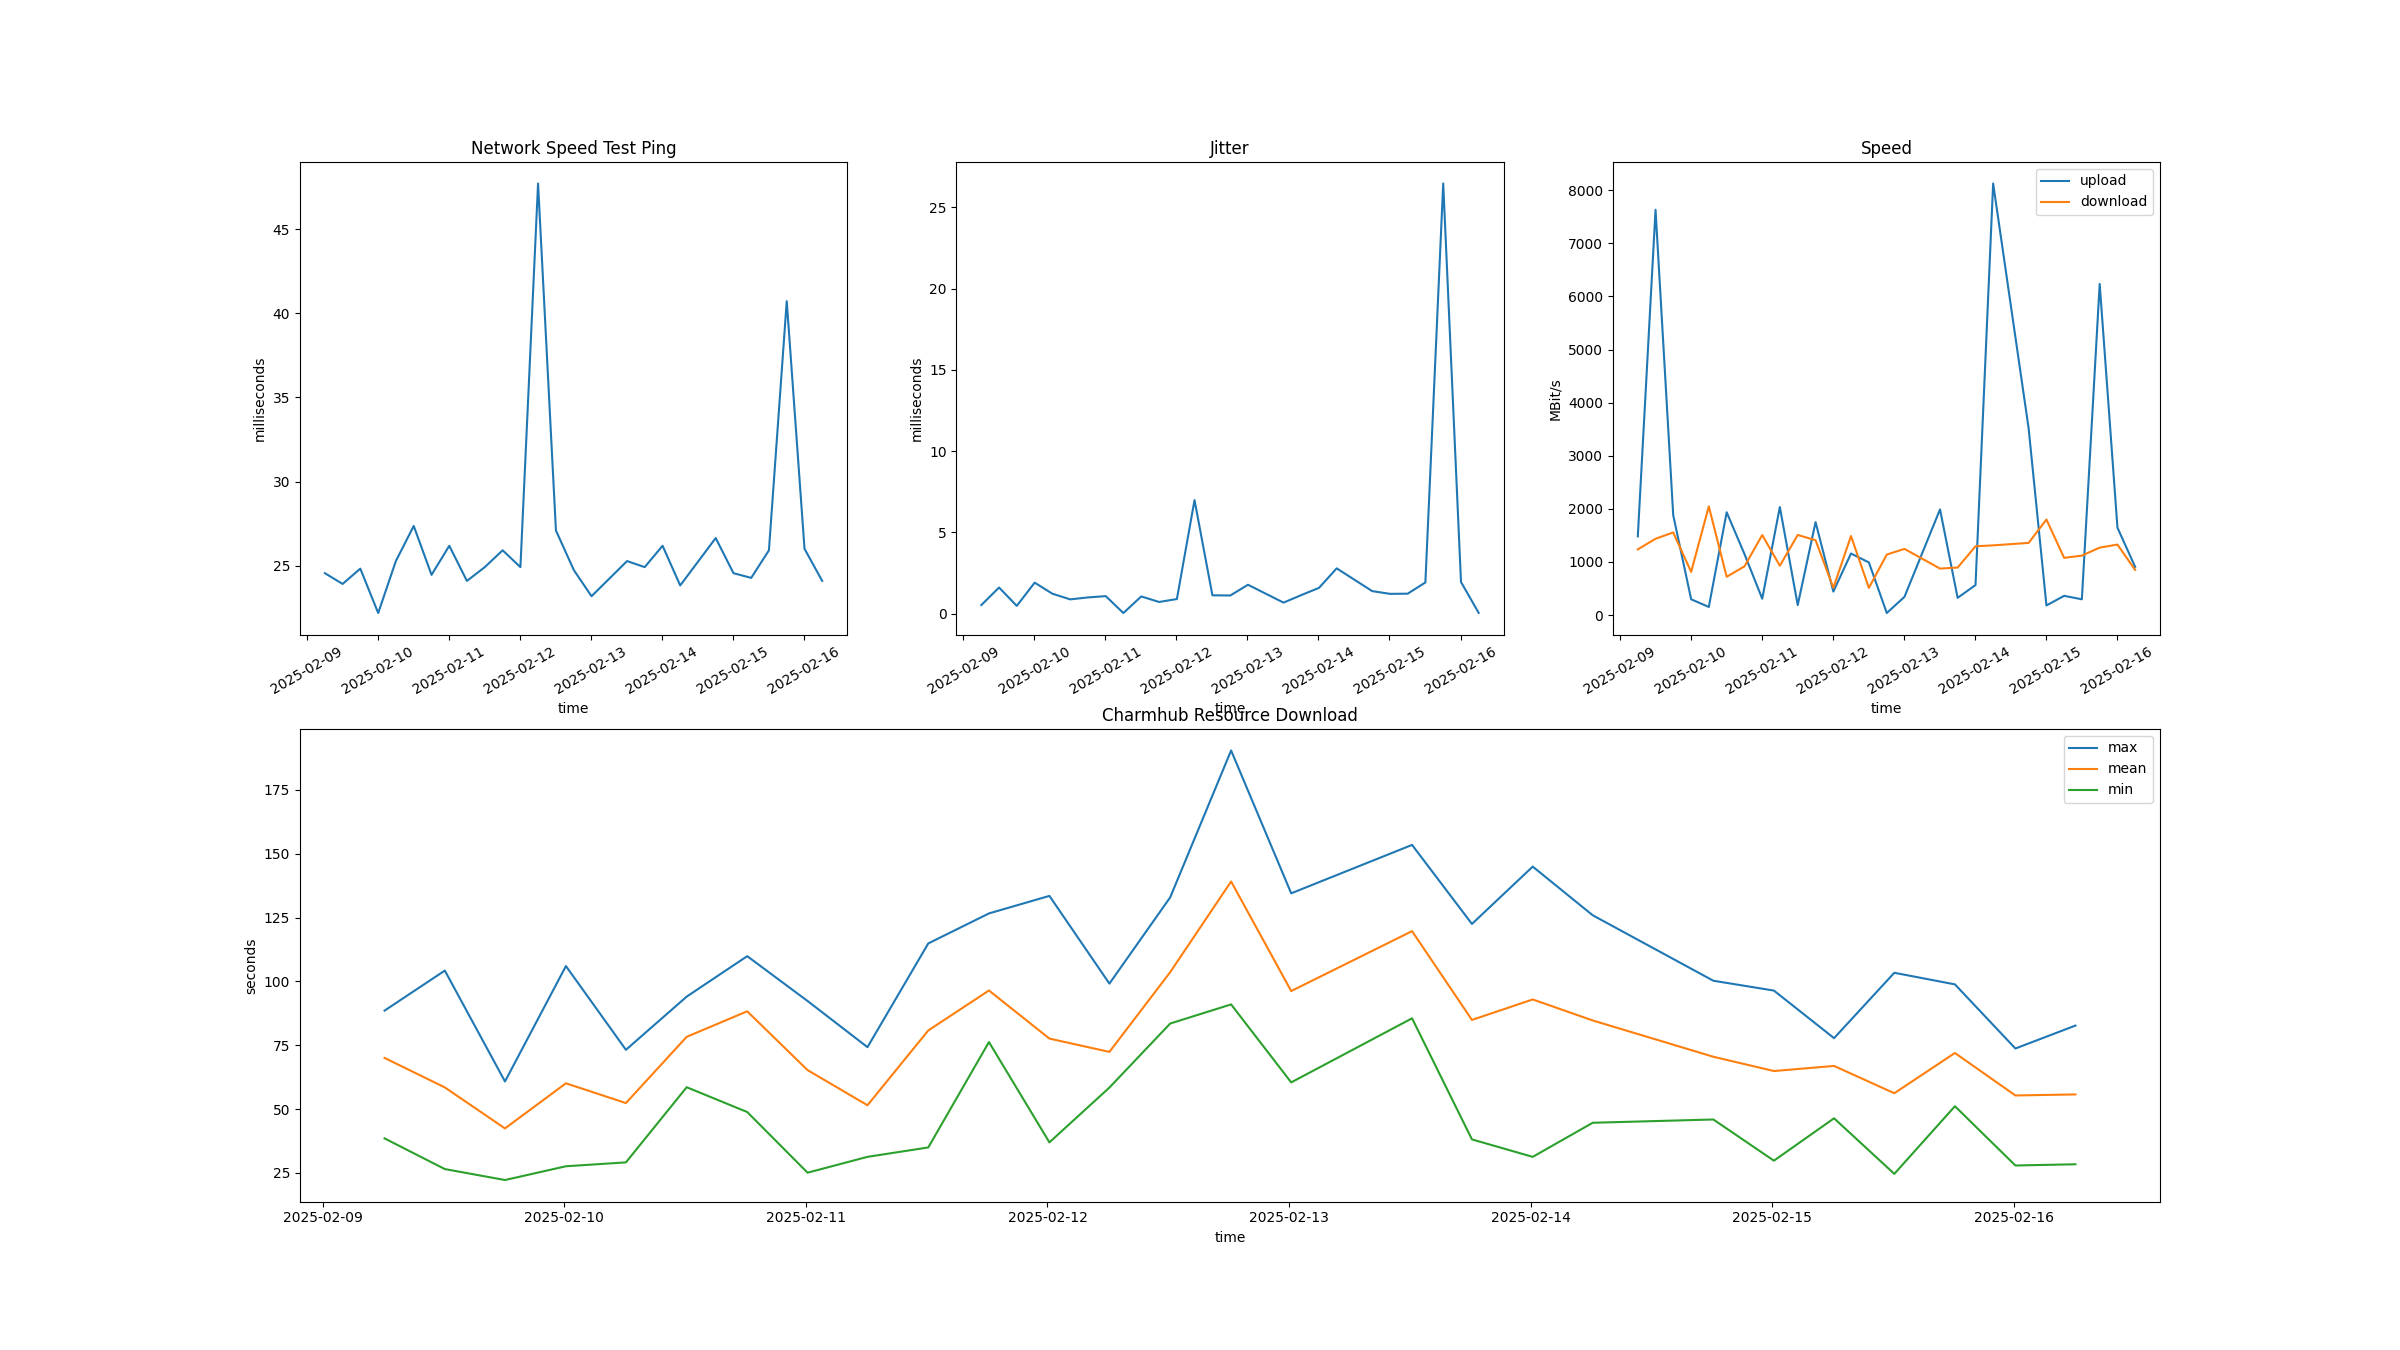 Network Speed Test Ping
milliseconds
45
40
35
30
25
2025-02-09 2025-02-10 2025-02-11 2025-02-12 2025-02-13 2025-02-14 2025-02-15 2025-02-16
time
Jitter
milliseconds
25
20
15
10
5
0
2025-02-09 2025-02-10 2025-02-11 2025-02-12 2025-02-13 2025-02-14 2025-02-15 2025-02-16
time
Speed
upload
download
MBit/s
8000
7000
6000
5000
4000
3000
2000
1000
0
2025-02-09 2025-02-10 2025-02-11 2025-02-12 2025-02-13 2025-02-14 2025-02-15 2025-02-16
time
Charmhub Resource Download
max
mean
min
seconds
175
150
125
100
75
50
25
2025-02-09 2025-02-10 2025-02-11 2025-02-12 2025-02-13 2025-02-14 2025-02-15 2025-02-16
time